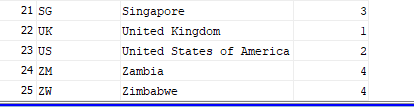 21 SG Singapore 3
22 UK United Kingdom 1
23 US United States of America 2
24 ZM Zambia 4
25 ZW Zimbabwe 4